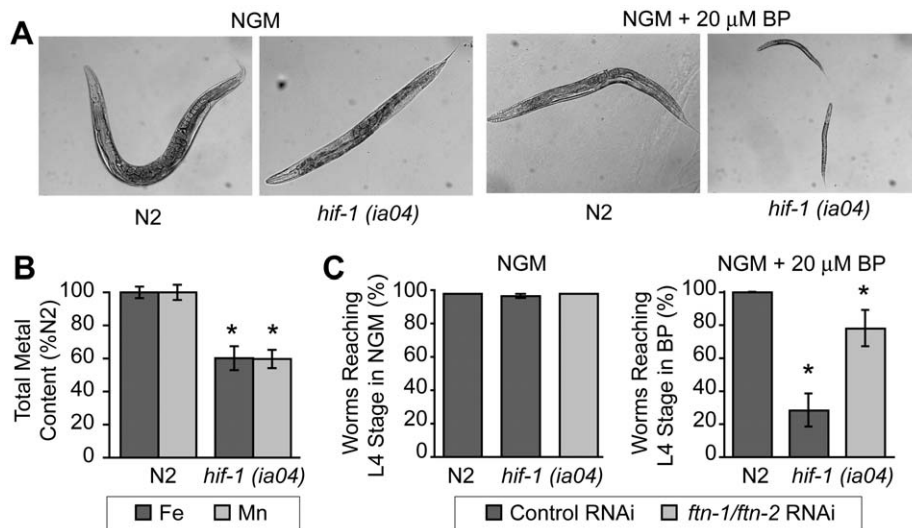 A
NGM
NGM + 20 μM BP
N2
hif-1 (ia04)
N2
hif-1 (ia04)
B
Total Metal
Content (%N2)
120
100
80
60
40
20
0
*
*
N2
hif-1 (ia04)
Fe
Mn
C
NGM
Worms Reaching
L4 Stage in NGM (%)
100
80
60
40
20
0
N2
hif-1 (ia04)
NGM + 20 μM BP
Worms Reaching
L4 Stage in BP (%)
100
80
60
40
20
0
*
*
N2
hif-1 (ia04)
Control RNAi
ftn-1/ftn-2 RNAi